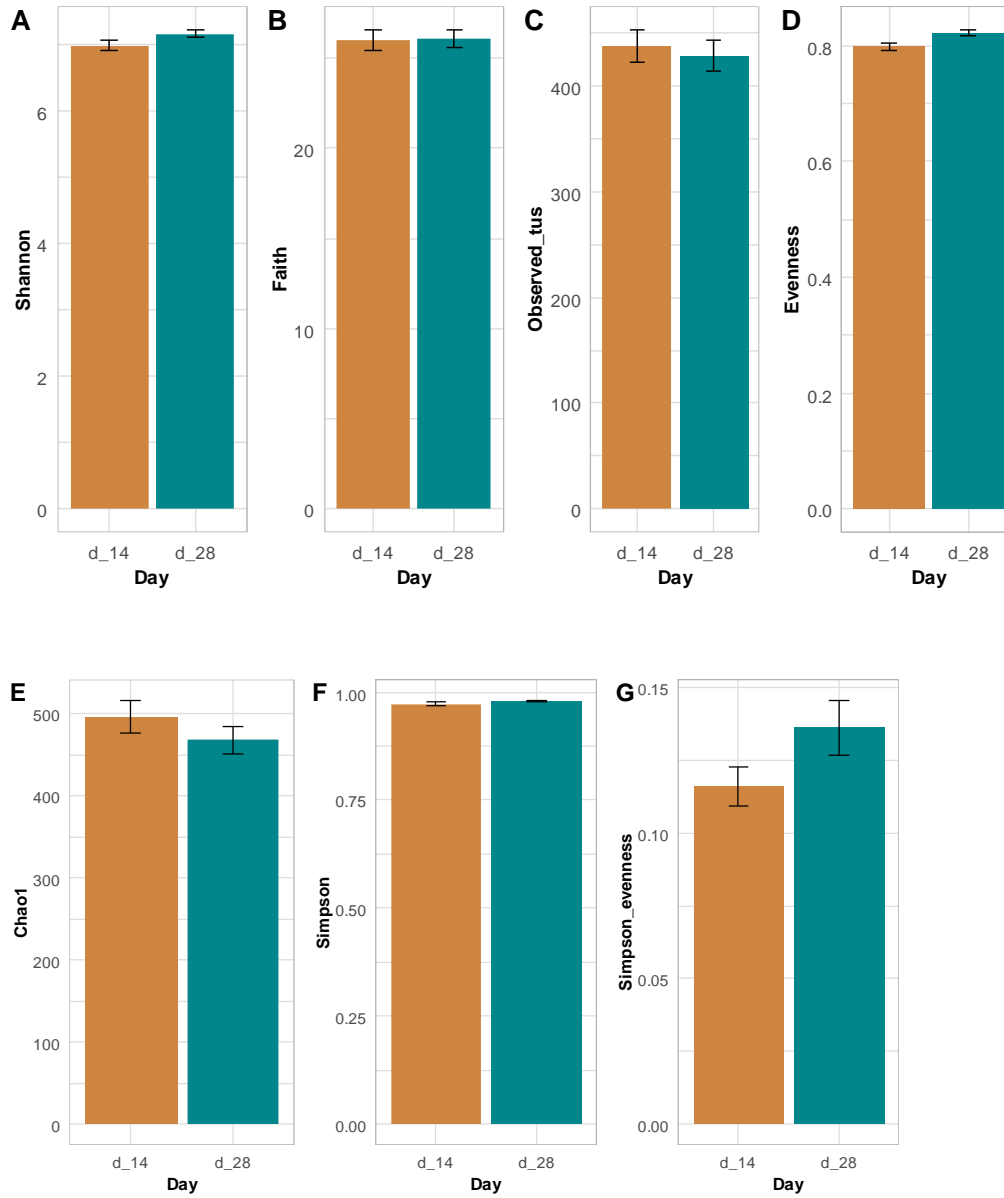 A
Shannon
6
4
2
0
d_14 d_28
Day
B
Faith
20
10
0
d_14 d_28
Day
C
Observed_tus
400
300
200
100
0
d_14 d_28
Day
D
Evenness
0.8
0.6
0.4
0.2
0.0
d_14 d_28
Day
E
Chao1
500
400
300
200
100
0
d_14 d_28
Day
F
Simpson
1.00
0.75
0.50
0.25
0.00
d_14 d_28
Day
G
Simpson_evenness
0.15
0.10
0.05
0.00
d_14 d_28
Day